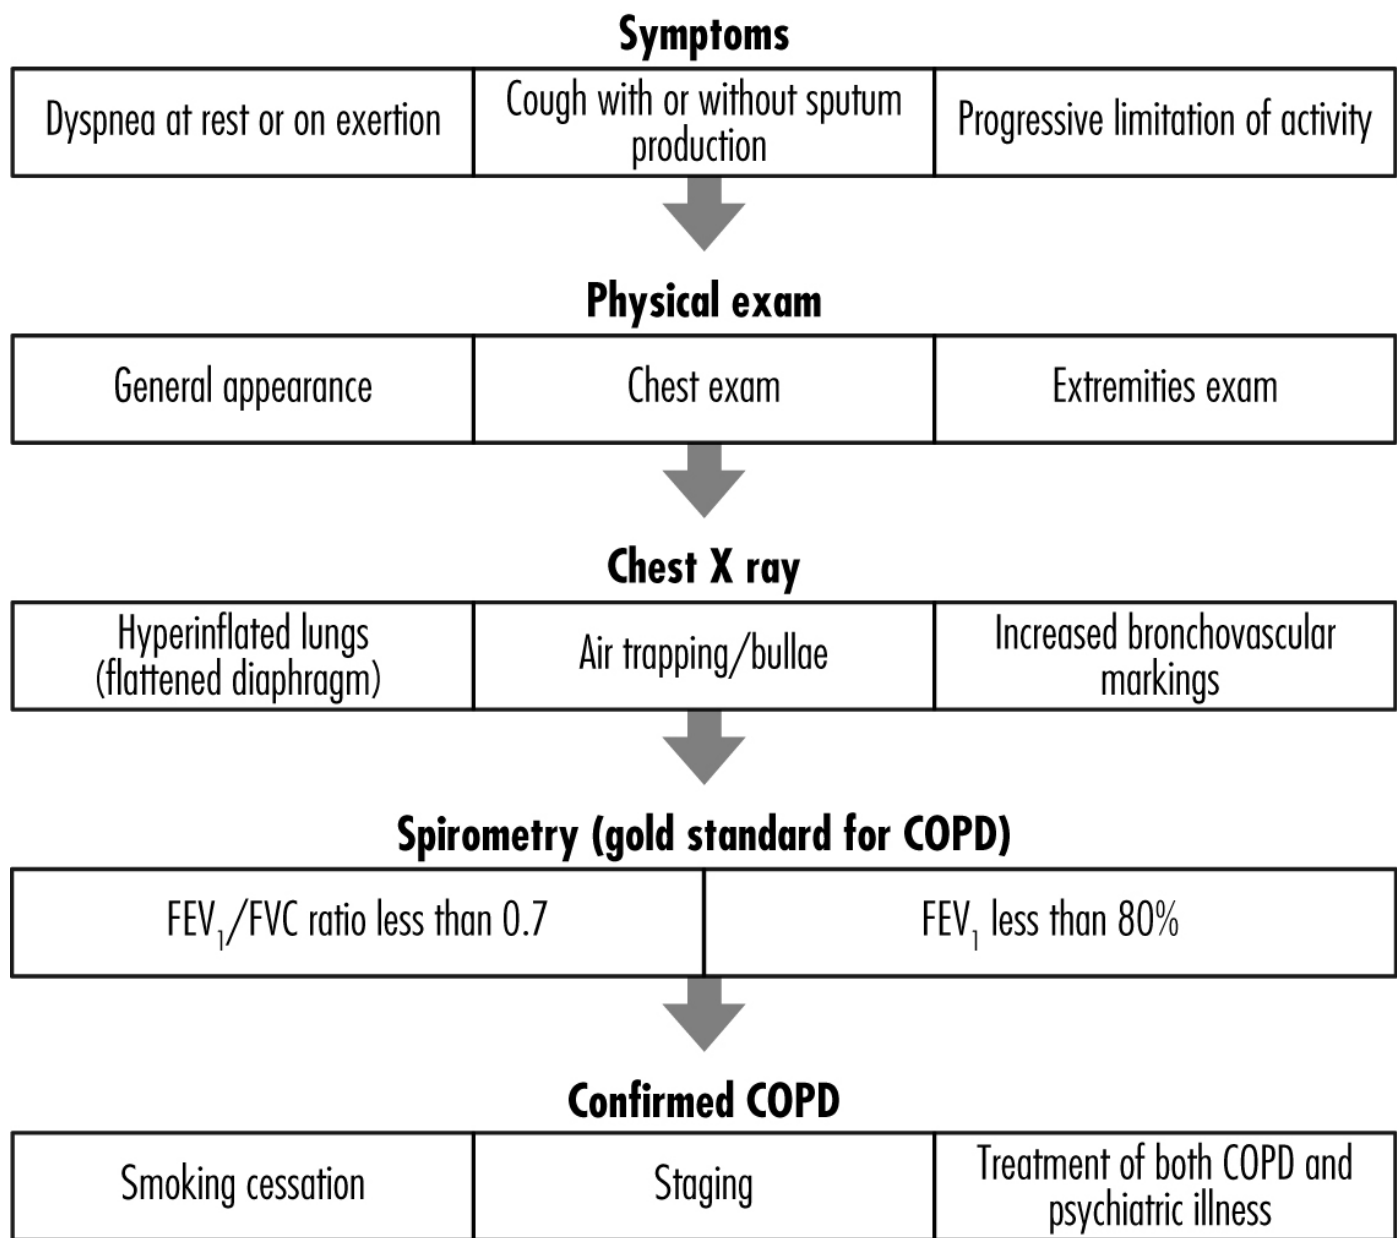 Symptoms
Dyspnea at rest or on exertion
Cough with or without sputum
production
Progressive limitation of activity
Physical exam
General appearance
Chest exam
Extremities exam
Chest X ray
Hyperinflated lungs
(flattened diaphragm)
Air trapping/bullae
Increased bronchovascular
markings
Spirometry (gold standard for COPD)
FEV₁/FVC ratio less than 0.7
FEV₁ less than 80%
Confirmed COPD
Smoking cessation
Staging
Treatment of both COPD and
psychiatric illness